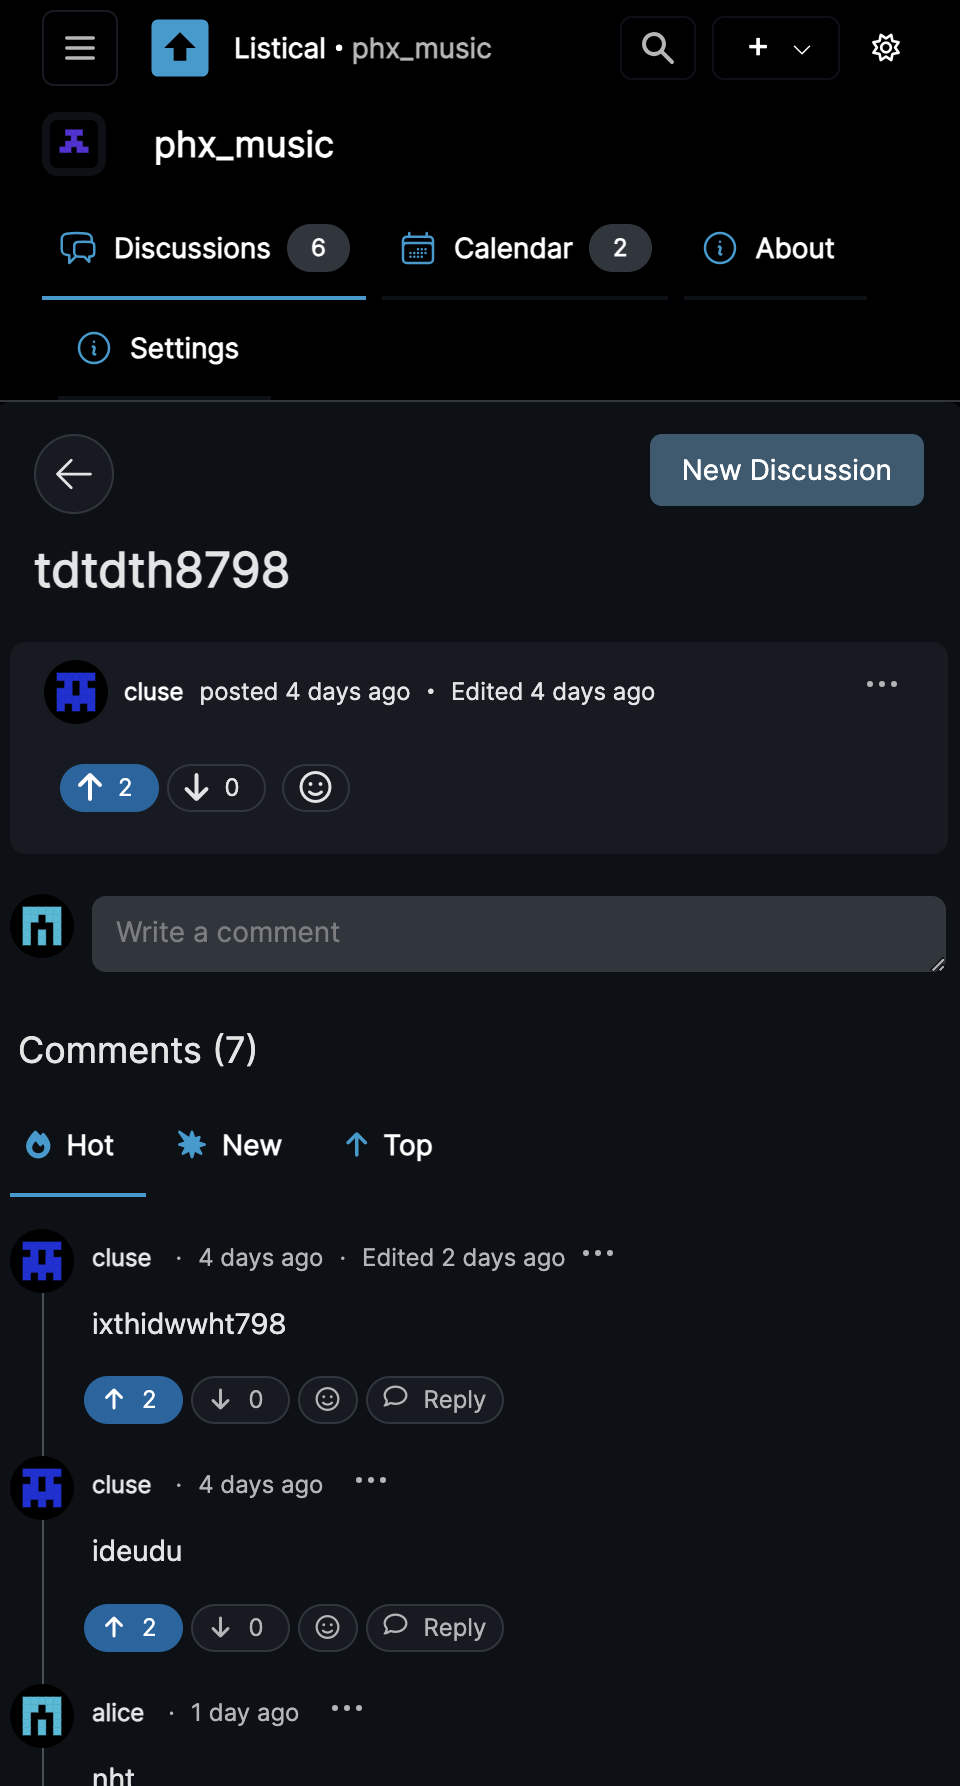 Listical • phx_music
phx_music
Discussions 6 Calendar 2 About
Settings
New Discussion
tdtdth8798
cluse posted 4 days ago • Edited 4 days ago
2 0
Write a comment
Comments (7)
Hot New Top
cluse · 4 days ago · Edited 2 days ago
ixthidwwht798
2 0 Reply
cluse · 4 days ago
ideudu
2 0 Reply
alice · 1 day ago
nht